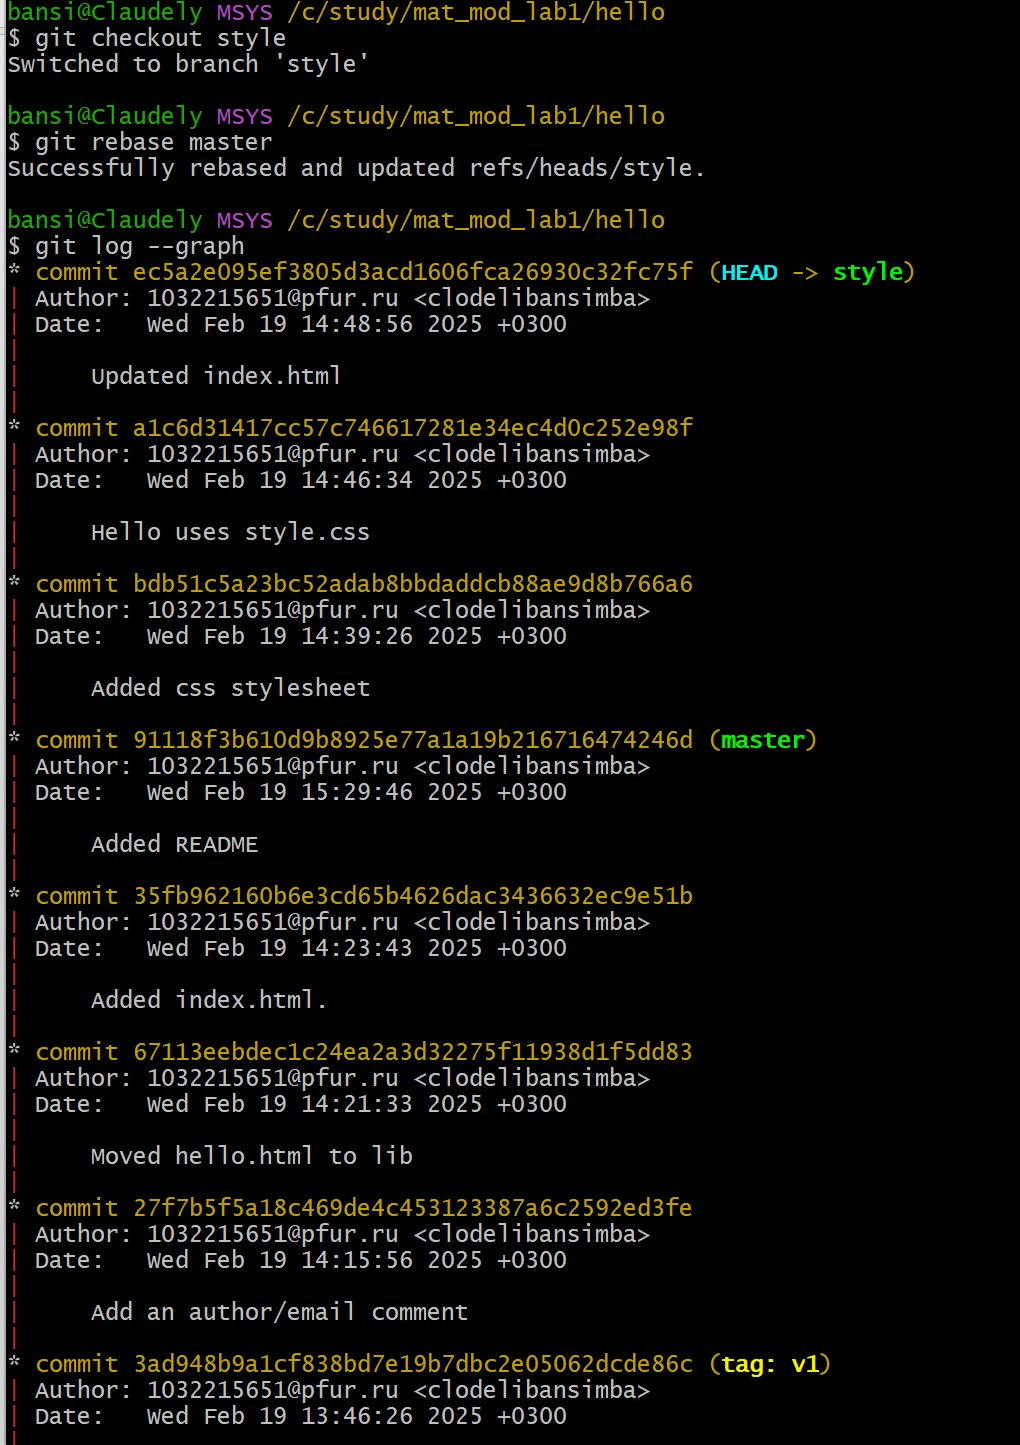 bansi@Claudely MSYS /c/study/mat_mod_lab1/hello
$ git checkout style
Switched to branch 'style'
bansi@Claudely MSYS /c/study/mat_mod_lab1/hello
$ git rebase master
Successfully rebased and updated refs/heads/style.
bansi@Claudely MSYS /c/study/mat_mod_lab1/hello
$ git log --graph
* commit ec5a2e095ef3805d3acd1606fca26930c32fc75f (HEAD -> style)
| Author: 1032215651@pfur.ru <clodelibansimba>
| Date:   Wed Feb 19 14:48:56 2025 +0300
|
|     Updated index.html
|
* commit a1c6d31417cc57c746617281e34ec4d0c252e98f
| Author: 1032215651@pfur.ru <clodelibansimba>
| Date:   Wed Feb 19 14:46:34 2025 +0300
|
|     Hello uses style.css
|
* commit bdb51c5a23bc52adab8bbdaddcb88ae9d8b766a6
| Author: 1032215651@pfur.ru <clodelibansimba>
| Date:   Wed Feb 19 14:39:26 2025 +0300
|
|     Added css stylesheet
|
* commit 91118f3b610d9b8925e77a1a19b216716474246d (master)
| Author: 1032215651@pfur.ru <clodelibansimba>
| Date:   Wed Feb 19 15:29:46 2025 +0300
|
|     Added README
|
* commit 35fb962160b6e3cd65b4626dac3436632ec9e51b
| Author: 1032215651@pfur.ru <clodelibansimba>
| Date:   Wed Feb 19 14:23:43 2025 +0300
|
|     Added index.html.
|
* commit 67113eebdec1c24ea2a3d32275f11938d1f5dd83
| Author: 1032215651@pfur.ru <clodelibansimba>
| Date:   Wed Feb 19 14:21:33 2025 +0300
|
|     Moved hello.html to lib
|
* commit 27f7b5f5a18c469de4c453123387a6c2592ed3fe
| Author: 1032215651@pfur.ru <clodelibansimba>
| Date:   Wed Feb 19 14:15:56 2025 +0300
|
|     Add an author/email comment
|
* commit 3ad948b9a1cf838bd7e19b7dbc2e05062dcde86c (tag: v1)
| Author: 1032215651@pfur.ru <clodelibansimba>
| Date:   Wed Feb 19 13:46:26 2025 +0300
|